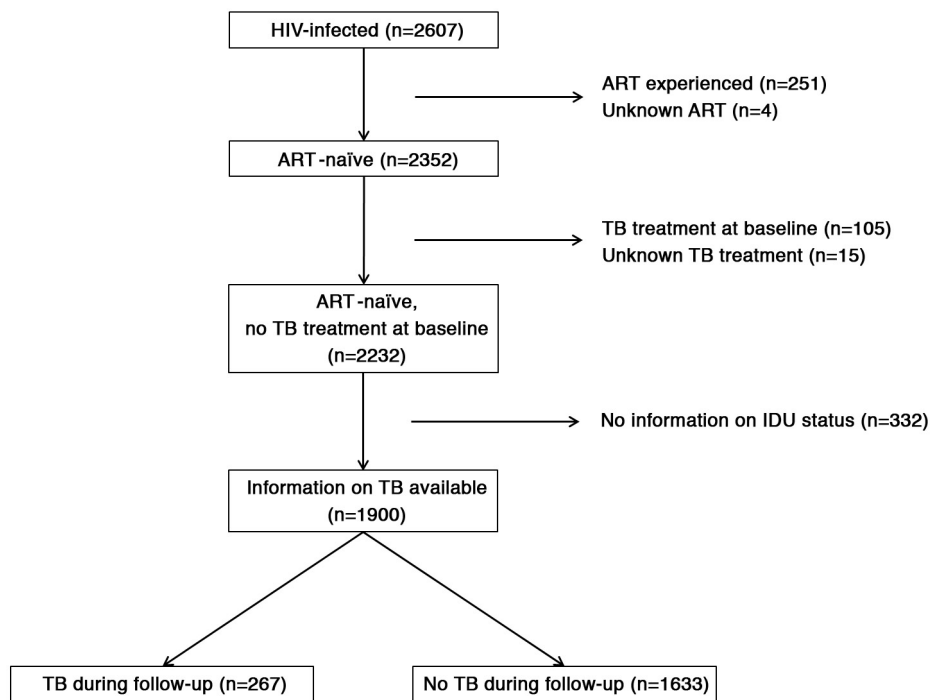 HIV-infected (n=2607)
ART experienced (n=251)
Unknown ART (n=4)
ART-naïve (n=2352)
TB treatment at baseline (n=105)
Unknown TB treatment (n=15)
ART-naïve,
no TB treatment at baseline
(n=2232)
No information on IDU status (n=332)
Information on TB available
(n=1900)
TB during follow-up (n=267)
No TB during follow-up (n=1633)